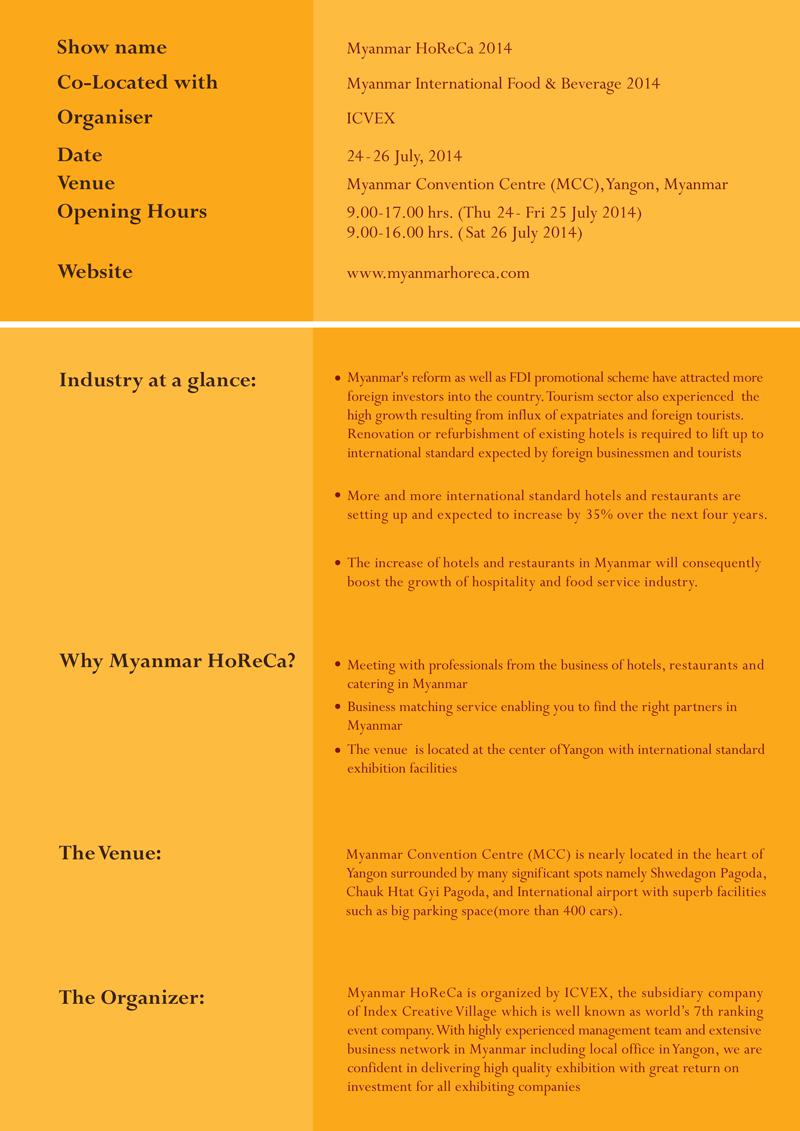 Show name
Myanmar HoReCa 2014
Co-Located with
Myanmar International Food & Beverage 2014
Organiser
ICVEX
Date
24-26 July, 2014
Venue
Myanmar Convention Centre (MCC), Yangon, Myanmar
Opening Hours
9.00-17.00 hrs. (Thu 24- Fri 25 July 2014)
9.00-16.00 hrs. ( Sat 26 July 2014)
Website
www.myanmarhoreca.com
Industry at a glance:
• Myanmar's reform as well as FDI promotional scheme have attracted more
foreign investors into the country. Tourism sector also experienced the
high growth resulting from influx of expatriates and foreign tourists.
Renovation or refurbishment of existing hotels is required to lift up to
international standard expected by foreign businessmen and tourists
• More and more international standard hotels and restaurants are
setting up and expected to increase by 35% over the next four years.
• The increase of hotels and restaurants in Myanmar will consequently
boost the growth of hospitality and food service industry.
Why Myanmar HoReCa?
• Meeting with professionals from the business of hotels, restaurants and
catering in Myanmar
• Business matching service enabling you to find the right partners in
Myanmar
• The venue is located at the center of Yangon with international standard
exhibition facilities
The Venue:
Myanmar Convention Centre (MCC) is nearly located in the heart of
Yangon surrounded by many significant spots namely Shwedagon Pagoda,
Chauk Htat Gyi Pagoda, and International airport with superb facilities
such as big parking space(more than 400 cars).
The Organizer:
Myanmar HoReCa is organized by ICVEX, the subsidiary company
of Index Creative Village which is well known as world's 7th ranking
event company. With highly experienced management team and extensive
business network in Myanmar including local office in Yangon, we are
confident in delivering high quality exhibition with great return on
investment for all exhibiting companies